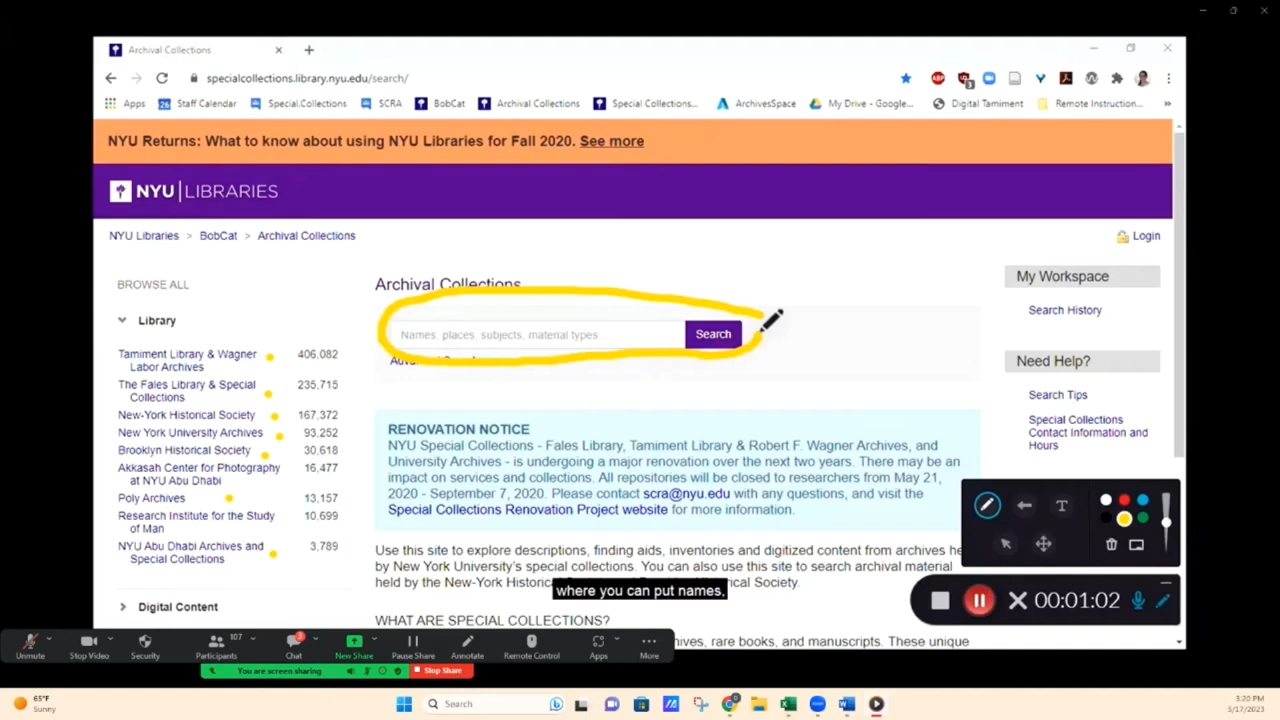 Archival Collections
specialcollections.library.nyu.edu/search/
Apps
26
Staff Calendar
Special.Collections
SCRA
BobCat
Archival Collections
Special Collections...
ArchivesSpace
My Drive - Google...
Digital Tamiment
Remote Instruction...
NYU Returns: What to know about using NYU Libraries for Fall 2020. See more
NYU | LIBRARIES
NYU Libraries > BobCat > Archival Collections
Login
BROWSE ALL
Library
Tamiment Library & Wagner 406,082
Labor Archives
The Fales Library & Special 235,715
Collections
New-York Historical Society 167,372
New York University Archives 93,252
Brooklyn Historical Society 30,618
Akkasah Center for Photography 16,477
at NYU Abu Dhabi
Poly Archives 13,157
Research Institute for the Study 10,699
of Man
NYU Abu Dhabi Archives and 3,789
Special Collections
Digital Content
Archival Collections
Names, places, subjects, material types
Search
RENOVATION NOTICE
NYU Special Collections - Fales Library, Tamiment Library & Robert F. Wagner Archives, and
University Archives - is undergoing a major renovation over the next two years. There may be an
impact on services and collections. All repositories will be closed to researchers from May 21,
2020 - September 7, 2020. Please contact scra@nyu.edu with any questions, and visit the
Special Collections Renovation Project website for more information.
Use this site to explore descriptions, finding aids, inventories and digitized content from archives he
by New York University's special collections. You can also use this site to search archival material
held by the New-York Histor rical Society.
where you can put names,
WHAT ARE SPECIAL COLLECTIONS?
hives, rare books, and manuscripts. These unique
My Workspace
Search History
Need Help?
Search Tips
Special Collections
Contact Information and
Hours
T
00:01:02
Unmute
Stop Video
Security
Participants
107
Chat
3
New Share
Pause Share
Annotate
Remote Control
Apps
More
You are screen sharing
Stop Share
65°F
Sunny
Search
3:20 PM
5/17/2023